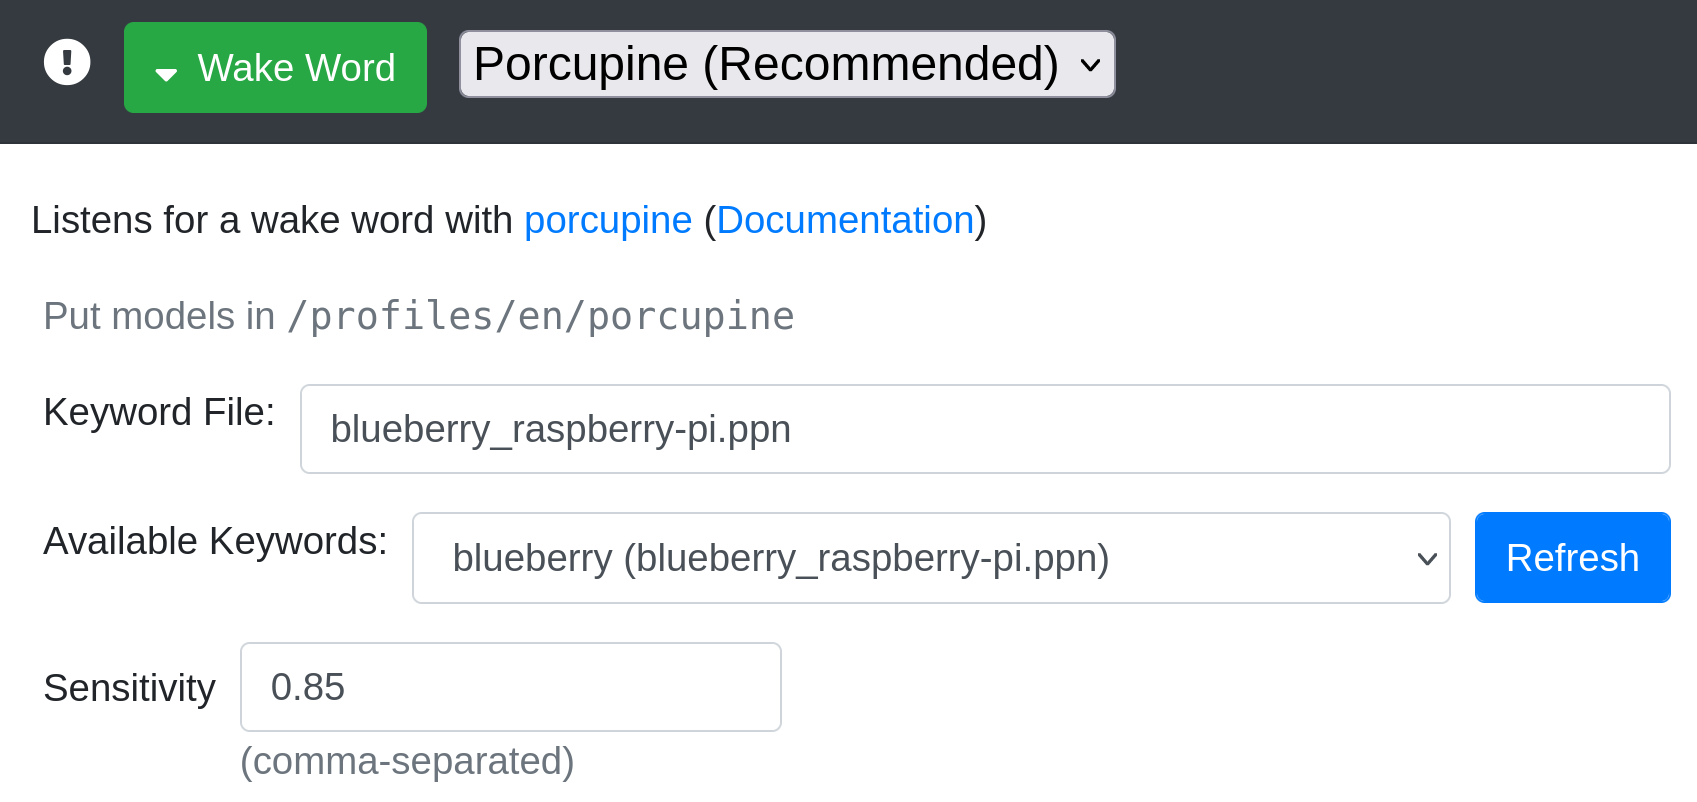 Wake Word Porcupine (Recommended)
Listens for a wake word with porcupine (Documentation)
Put models in /profiles/en/porcupine
Keyword File: blueberry_raspberry-pi.ppn
Available Keywords: blueberry (blueberry_raspberry-pi.ppn) Refresh
Sensitivity 0.85
(comma-separated)